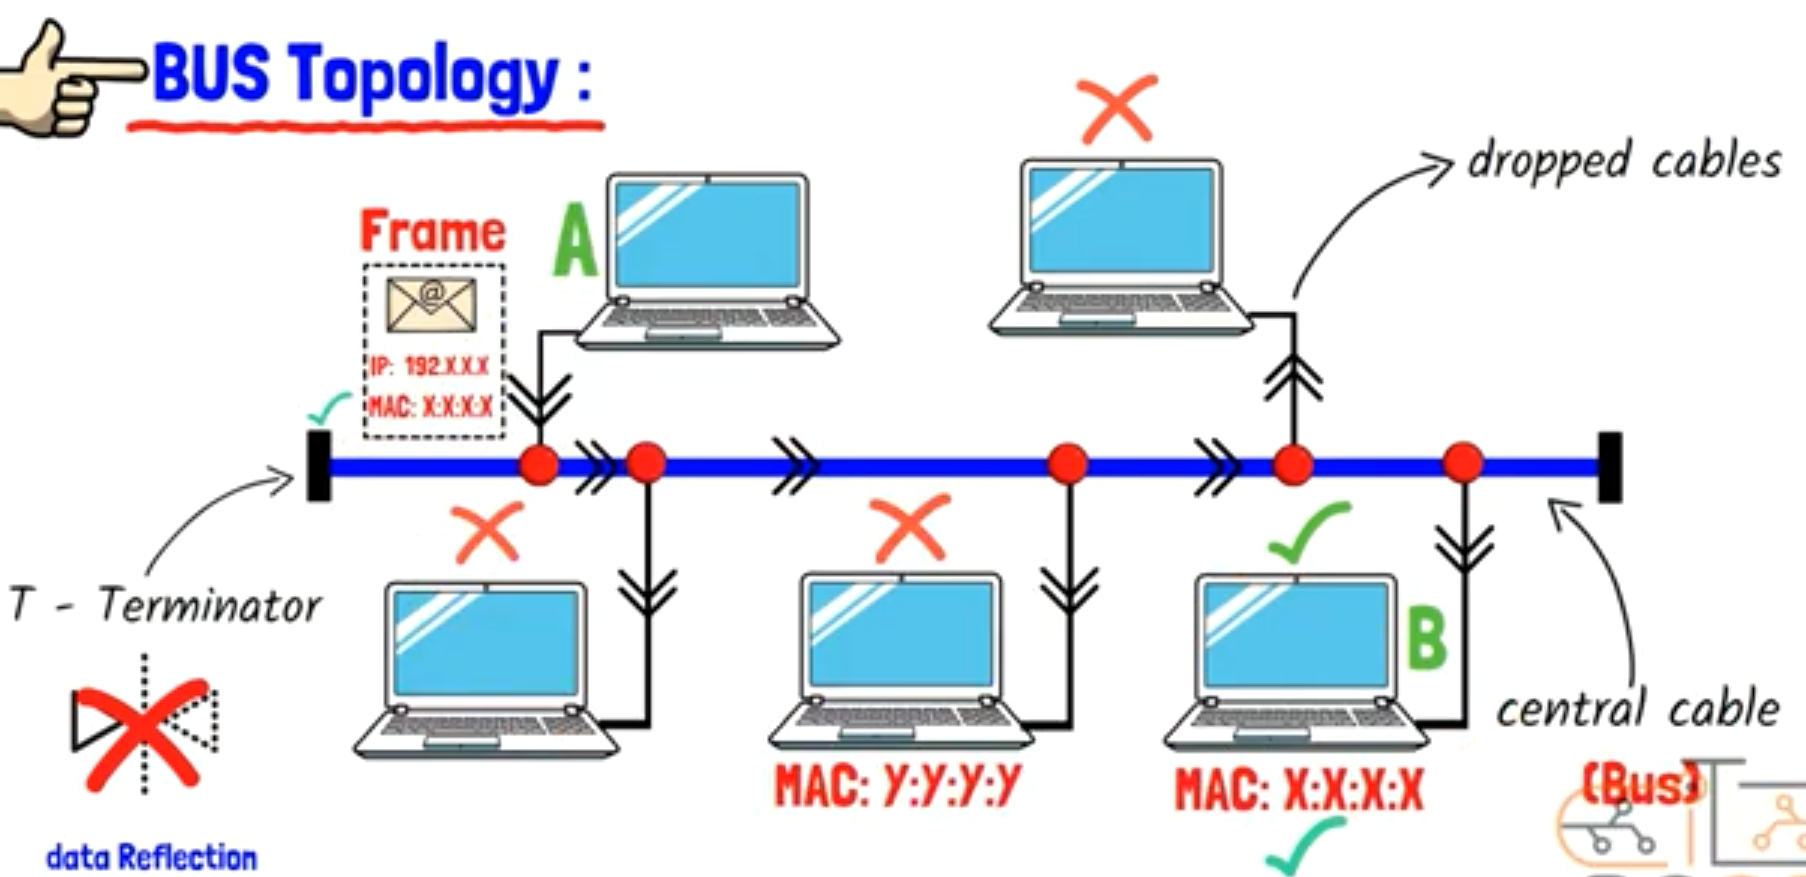 BUS Topology :
dropped cables
Frame
A
@
IP: 192.X.X.X
MAC: X:X:X:X
T - Terminator
B
central cable
(Bus)
MAC: Y:Y:Y:Y
MAC: X:X:X:X
data Reflection